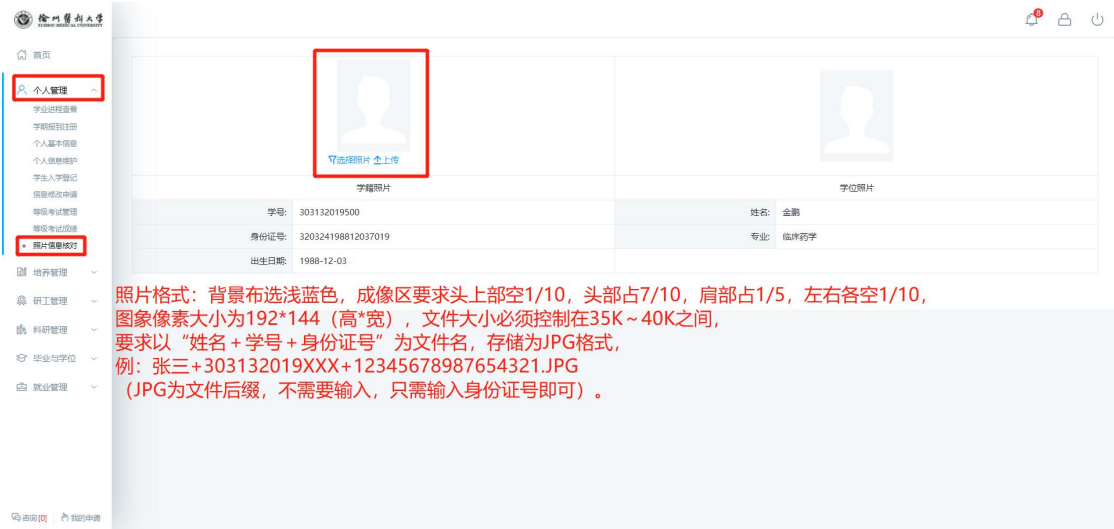 徐州醫科大學
XUZHOU MEDICAL UNIVERSITY
8
首页
个人管理
学业进程查看
学期报到注册
个人基本信息
个人信息维护
学生入学登记
信息修改申请
等级考试管理
等级考试成绩
照片信息核对
培养管理
研工管理
科研管理
毕业与学位
就业管理
咨询[0] 我的申请
选择照片 上传
学籍照片 学位照片
学号: 303132019500 姓名: 金鹏
身份证号: 320324198812037019 专业: 临床药学
出生日期: 1988-12-03
照片格式：背景布选浅蓝色，成像区要求头上部空1/10，头部占7/10，肩部占1/5，左右各空1/10，
图象像素大小为192*144（高*宽），文件大小必须控制在35K～40K之间，
要求以“姓名＋学号＋身份证号”为文件名，存储为JPG格式，
例：张三+303132019XXX+12345678987654321.JPG
（JPG为文件后缀，不需要输入，只需输入身份证号即可）。